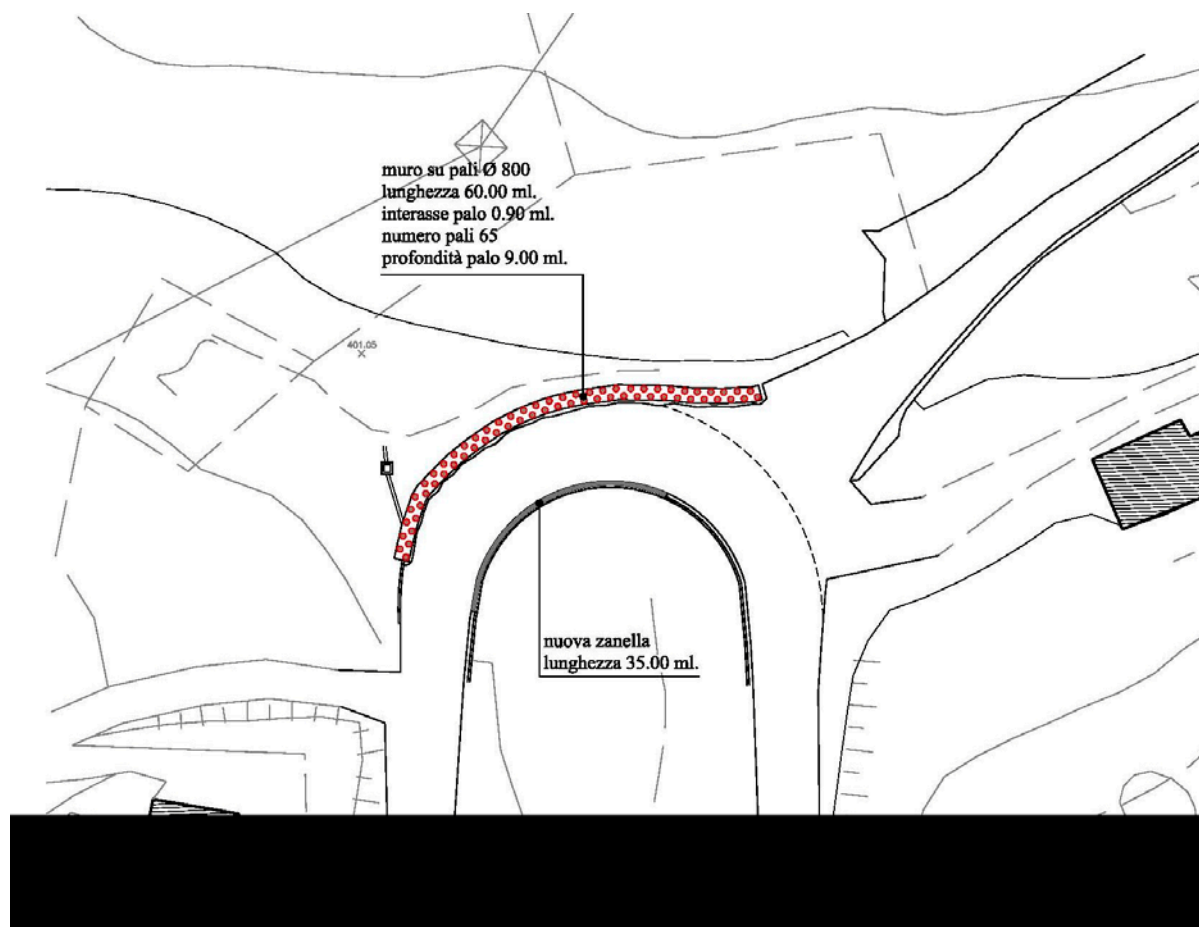 muro su pali Ø 800
lunghezza 60.00 ml.
interasse palo 0.90 ml.
numero pali 65
profondità palo 9.00 ml.
401.05
nuova zanella
lunghezza 35.00 ml.